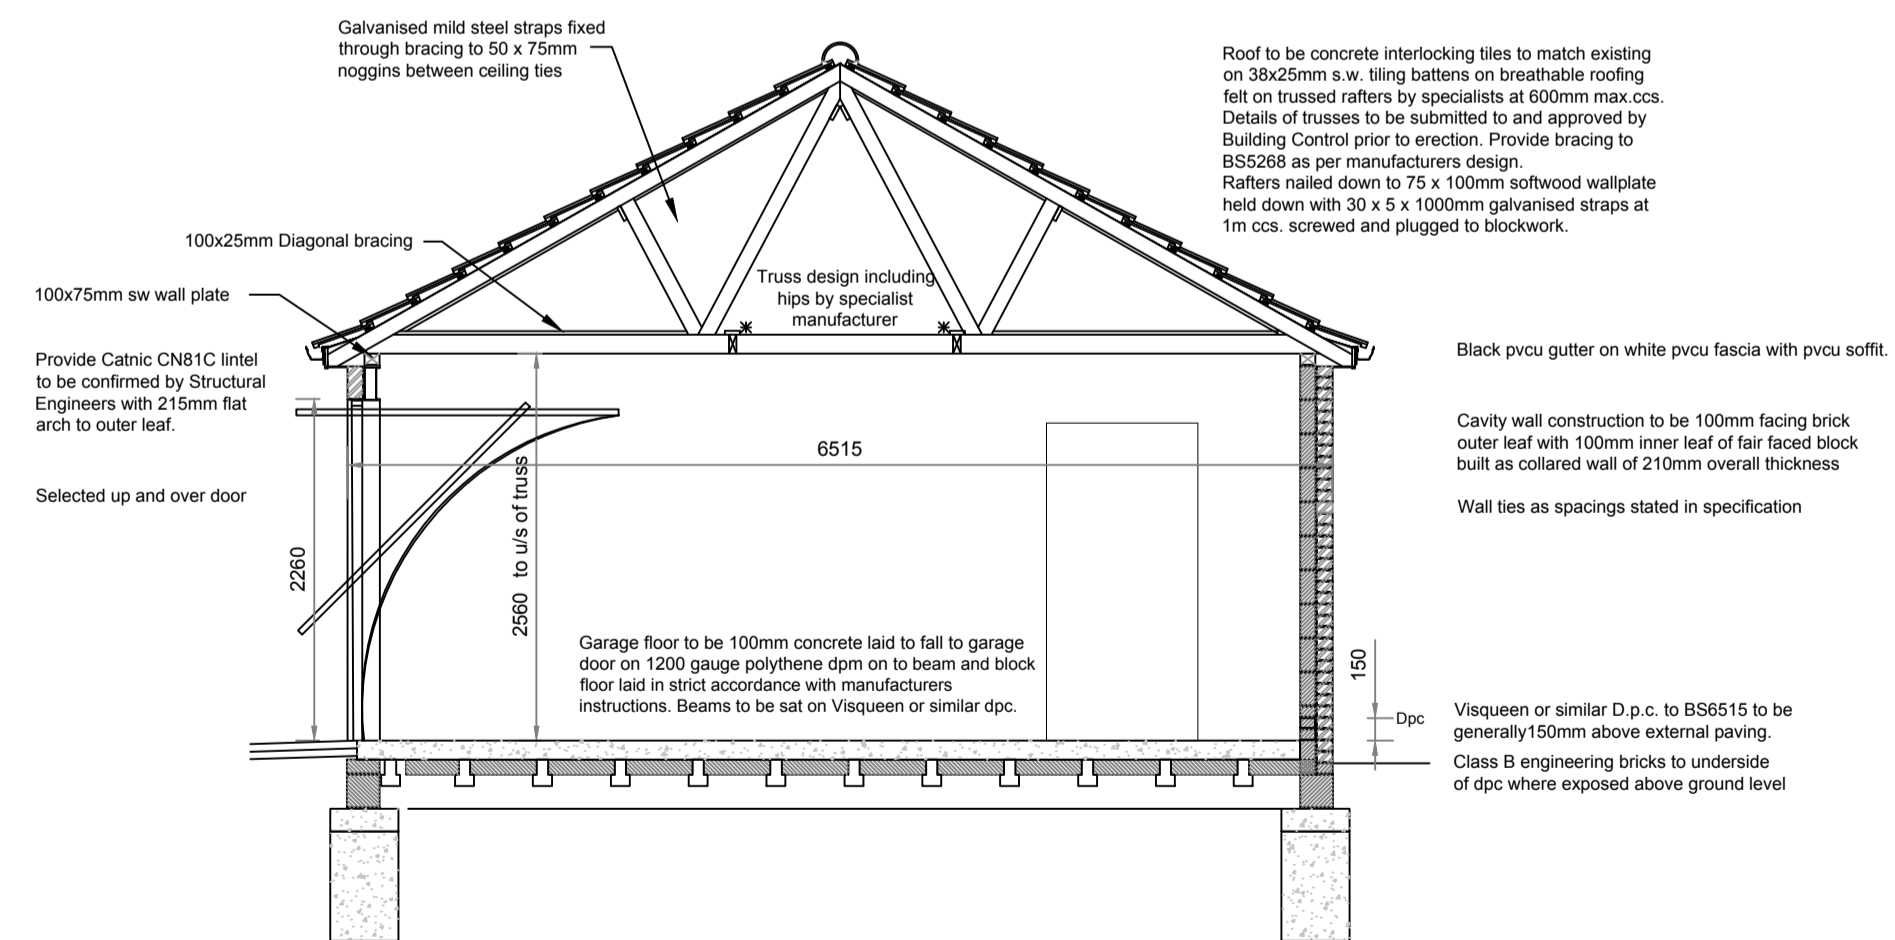 Galvanised mild steel straps fixed
through bracing to 50 x 75mm
noggins between ceiling ties
Roof to be concrete interlocking tiles to match existing
on 38x25mm s.w. tiling battens on breathable roofing
felt on trussed rafters by specialists at 600mm max.ccs.
Details of trusses to be submitted to and approved by
Building Control prior to erection. Provide bracing to
BS5268 as per manufacturers design.
Rafters nailed down to 75 x 100mm softwood wallplate
held down with 30 x 5 x 1000mm galvanised straps at
1m ccs. screwed and plugged to blockwork.
100x25mm Diagonal bracing
100x75mm sw wall plate
Truss design including
hips by specialist
manufacturer
Provide Catnic CN81C lintel
to be confirmed by Structural
Engineers with 215mm flat
arch to outer leaf.
Black pvcu gutter on white pvcu fascia with pvcu soffit.
Cavity wall construction to be 100mm facing brick
outer leaf with 100mm inner leaf of fair faced block
built as collared wall of 210mm overall thickness
6515
Selected up and over door
Wall ties as spacings stated in specification
2260
2560 to u/s of truss
Garage floor to be 100mm concrete laid to fall to garage
door on 1200 gauge polythene dpm on to beam and block
floor laid in strict accordance with manufacturers
instructions. Beams to be sat on Visqueen or similar dpc.
150
Dpc
Visqueen or similar D.p.c. to BS6515 to be
generally150mm above external paving.
Class B engineering bricks to underside
of dpc where exposed above ground level